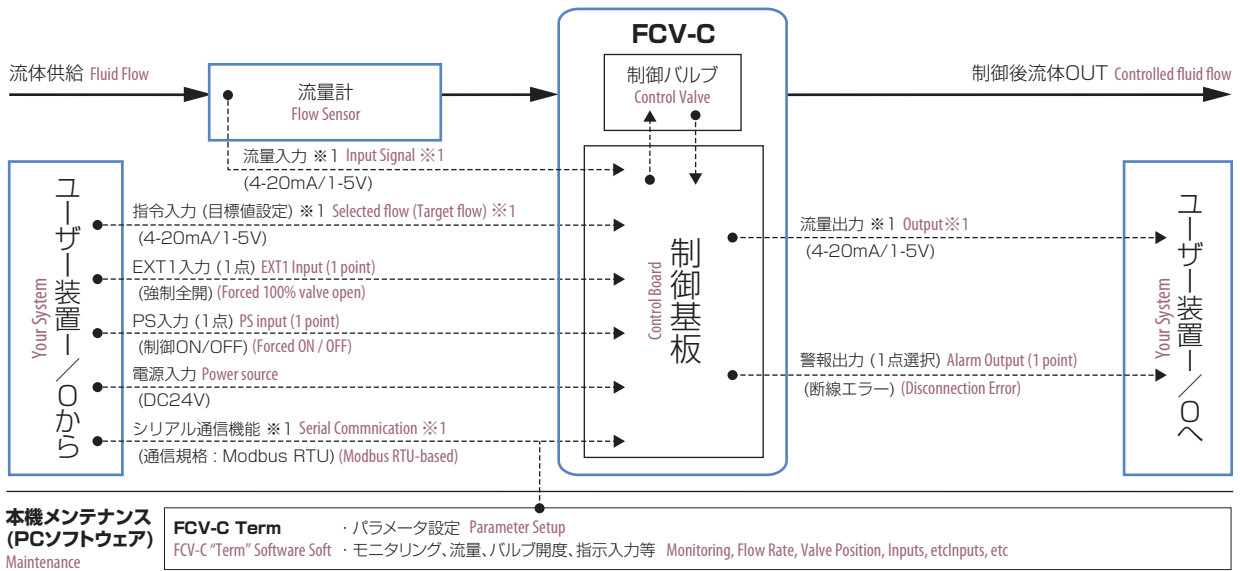 FCV-C
流体供給 Fluid Flow
流量計
Flow Sensor
制御バルブ
Control Valve
制御後流体OUT Controlled fluid flow
流量入力 ※1 Input Signal ※1
(4-20mA/1-5V)
ユーザー装置I/Oから
Your System
指令入力 (目標値設定) ※1 Selected flow (Target flow) ※1
(4-20mA/1-5V)
EXT1入力 (1点) EXT1 Input (1 point)
(強制全開) (Forced 100% valve open)
PS入力 (1点) PS input (1 point)
(制御ON/OFF) (Forced ON / OFF)
電源入力 Power source
(DC24V)
シリアル通信機能 ※1 Serial Commnication ※1
(通信規格 : Modbus RTU) (Modbus RTU-based)
制御基板
Control Board
流量出力 ※1 Output※1
(4-20mA/1-5V)
警報出力 (1点選択) Alarm Output (1 point)
(断線エラー) (Disconnection Error)
ユーザー装置I/Oへ
Your System
本機メンテナンス
(PCソフトウェア)
Maintenance
FCV-C Term ・パラメータ設定 Parameter Setup
FCV-C "Term" Software Soft ・モニタリング、流量、バルブ開度、指示入力等 Monitoring, Flow Rate, Valve Position, Inputs, etcInputs, etc